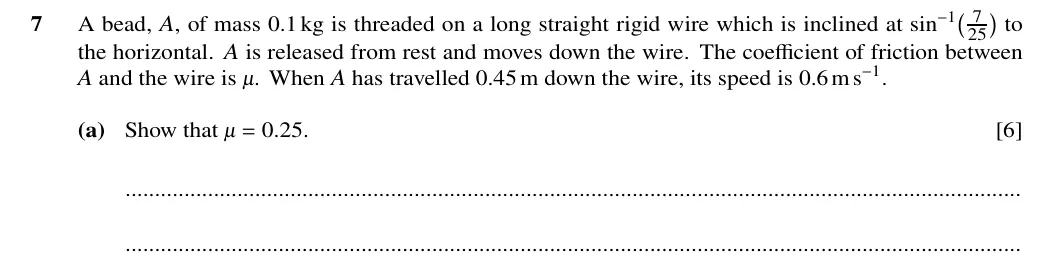 7 A bead, A, of mass 0.1 kg is threaded on a long straight rigid wire which is inclined at sin⁻¹(7/25) to
the horizontal. A is released from rest and moves down the wire. The coefficient of friction between
A and the wire is μ. When A has travelled 0.45 m down the wire, its speed is 0.6 m s⁻¹.
(a) Show that μ = 0.25. [6]